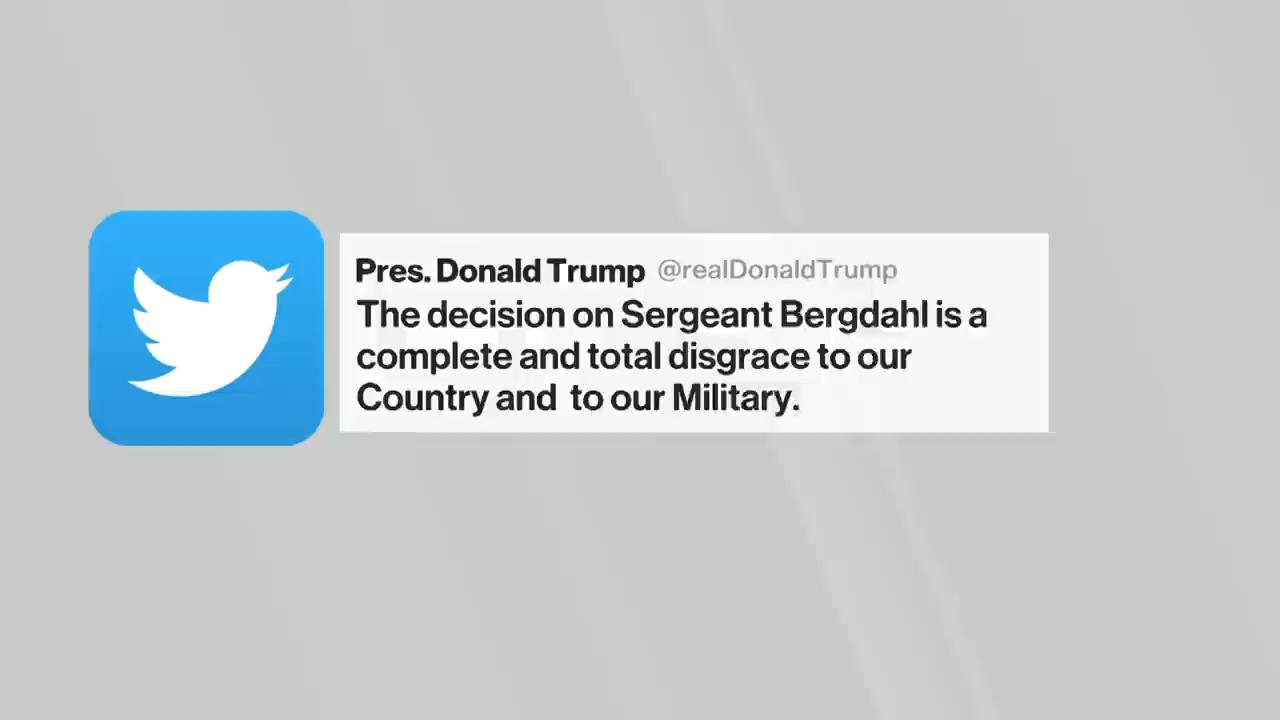 Pres. Donald Trump @realDonaldTrump
The decision on Sergeant Bergdahl is a
complete and total disgrace to our
Country and  to our Military.